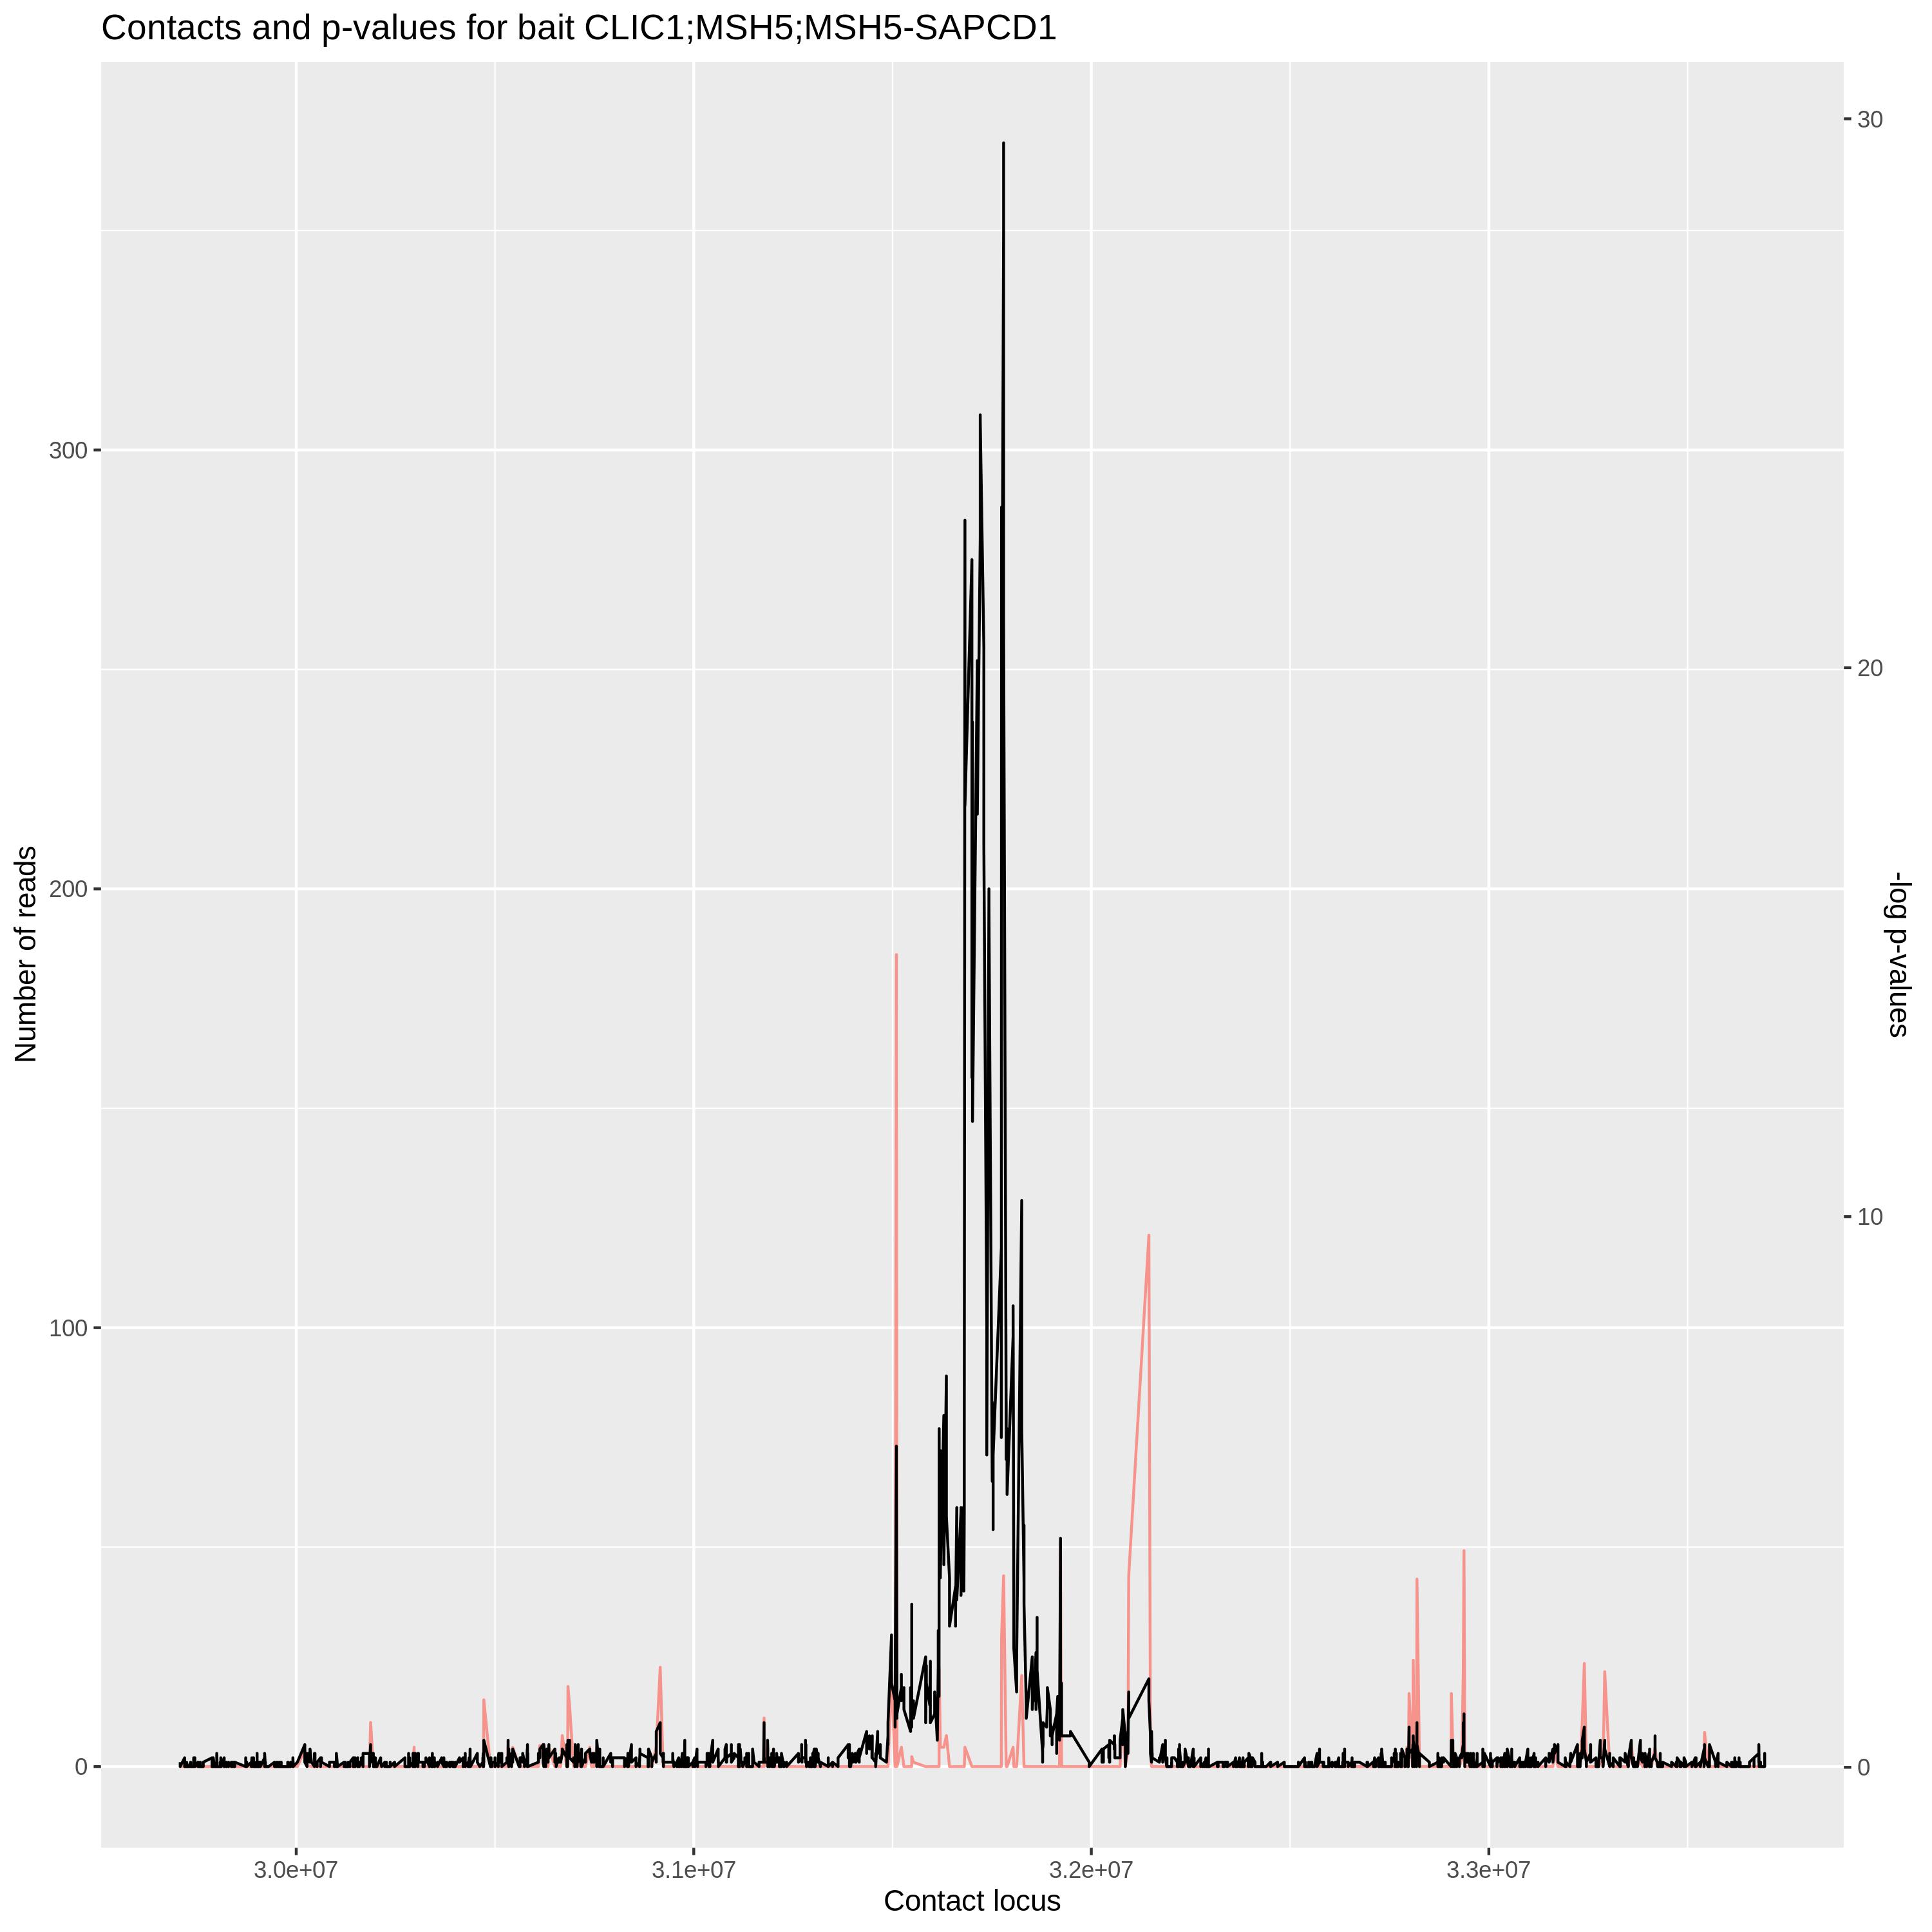 Contacts and p-values for bait CLIC1;MSH5;MSH5-SAPCD1
Number of reads
300
200
100
0
30
20
10
0
-log p-values
3.0e+07
3.1e+07
3.2e+07
3.3e+07
Contact locus